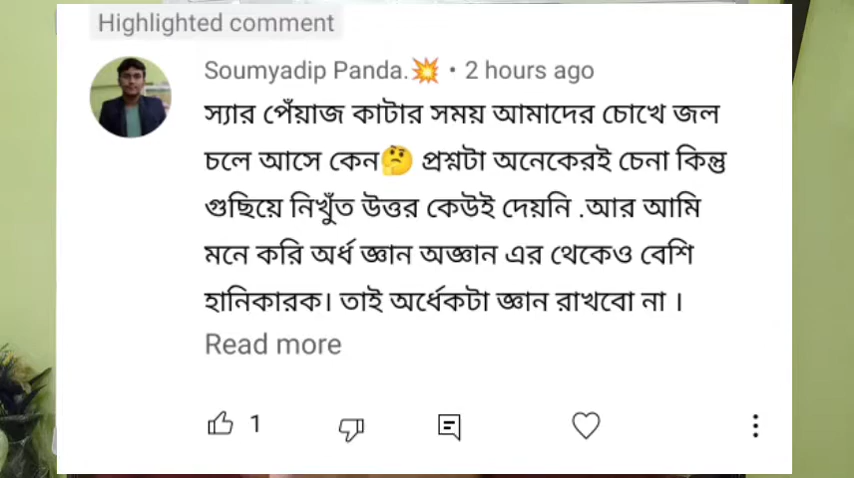 Highlighted comment
Soumyadip Panda.💥 • 2 hours ago
স্যার পেঁয়াজ কাটার সময় আমাদের চোখে জল
চলে আসে কেন🤔 প্রশ্নটা অনেকেরই চেনা কিন্তু
গুছিয়ে নিখুঁত উত্তর কেউই দেয়নি .আর আমি
মনে করি অর্ধ জ্ঞান অজ্ঞান এর থেকেও বেশি
হানিকারক। তাই অর্ধেকটা জ্ঞান রাখবো না ।
Read more
1